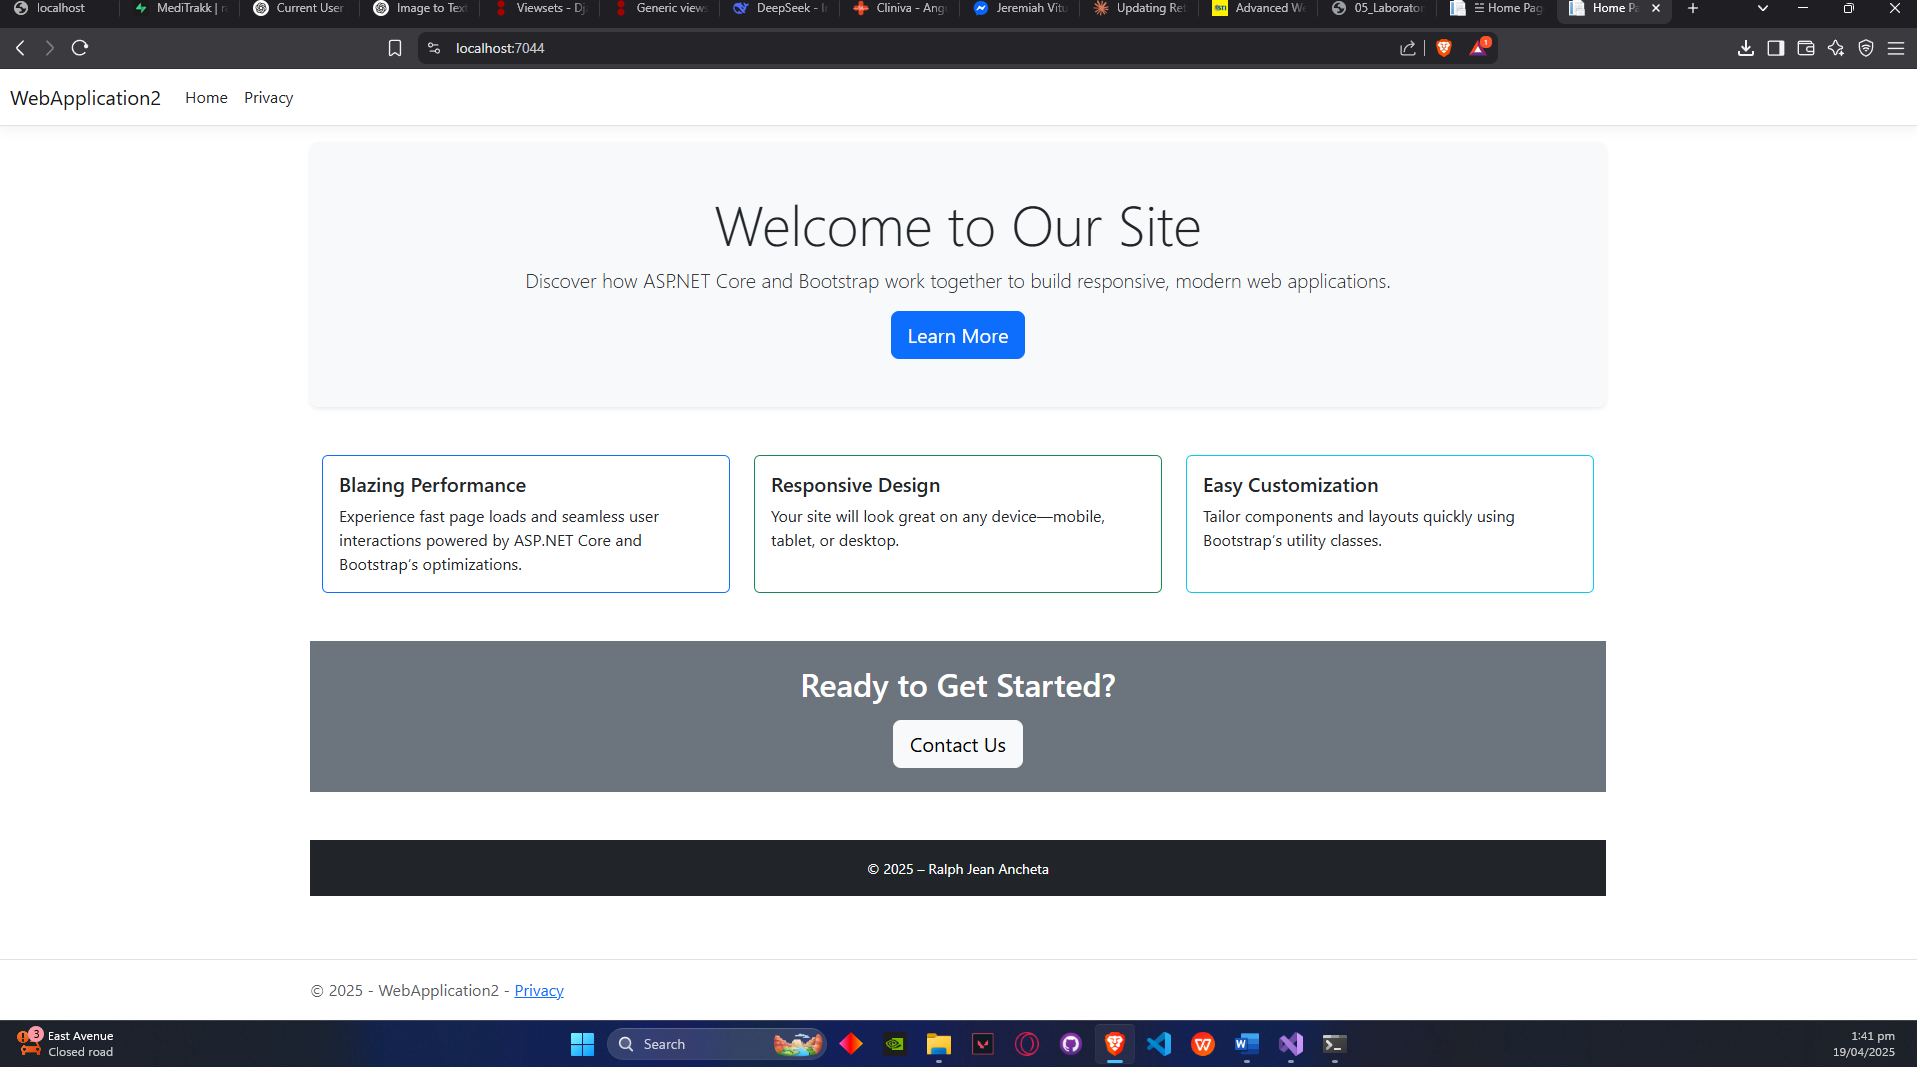 localhost
MediTrakk |
Current User
Image to Text
Viewsets - Dj
Generic views
DeepSeek - I
Cliniva - Ang
Jeremiah Vitu
Updating Ret
STI
Advanced We
05_Laborator
Home Pag
Home Pa
localhost:7044
1
WebApplication2
Home
Privacy
Welcome to Our Site
Discover how ASP.NET Core and Bootstrap work together to build responsive, modern web applications.
Learn More
Blazing Performance
Experience fast page loads and seamless user
interactions powered by ASP.NET Core and
Bootstrap’s optimizations.
Responsive Design
Your site will look great on any device—mobile,
tablet, or desktop.
Easy Customization
Tailor components and layouts quickly using
Bootstrap’s utility classes.
Ready to Get Started?
Contact Us
© 2025 – Ralph Jean Ancheta
© 2025 - WebApplication2 - Privacy
3
East Avenue
Closed road
Search
1:41 pm
19/04/2025